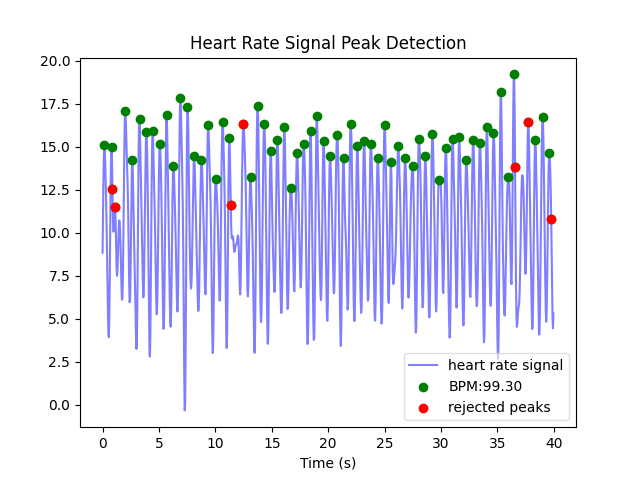 Heart Rate Signal Peak Detection
20.0
17.5
15.0
12.5
10.0
7.5
5.0
2.5
0.0
heart rate signal
BPM:99.30
rejected peaks
0 5 10 15 20 25 30 35 40
Time (s)